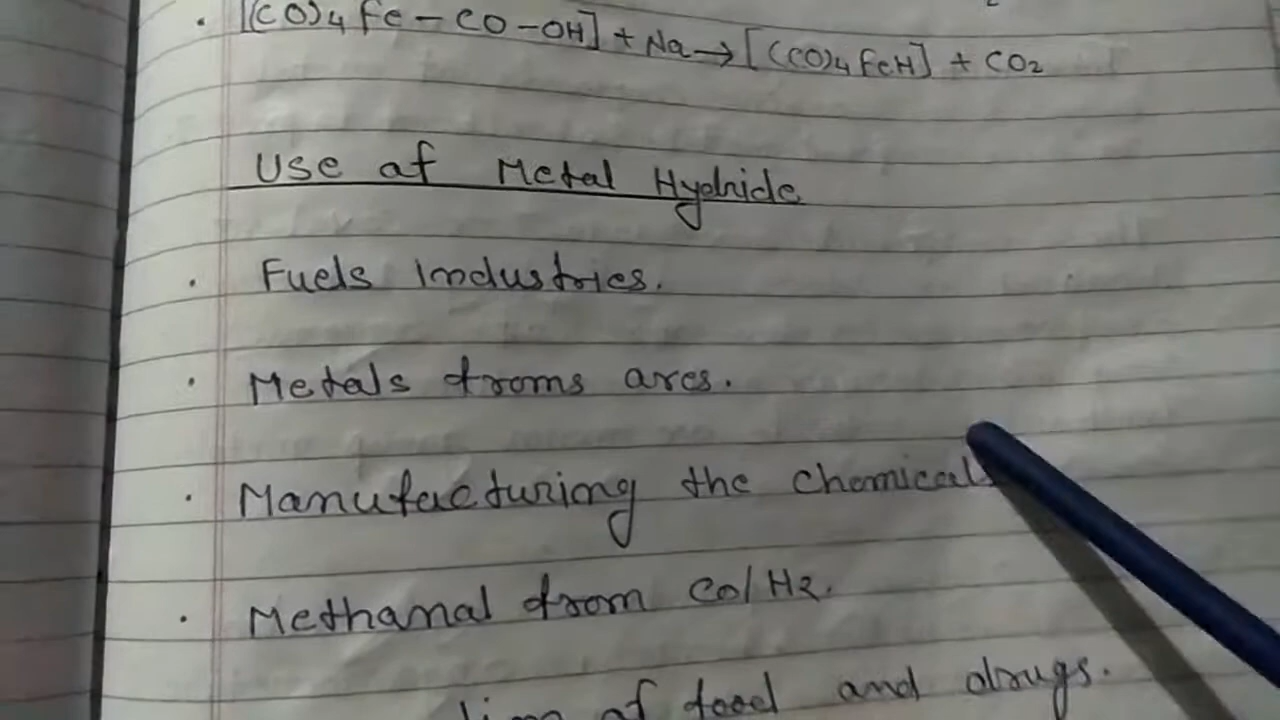 . [(CO)4 Fe - CO - OH] + Na → [(CO)4 FeH] + CO2
Use of Metal Hydride
. Fuels Industries.
. Metals froms ores.
. Manufacturing the chemicals
. Methanal from CO/H2.
of food and drugs.